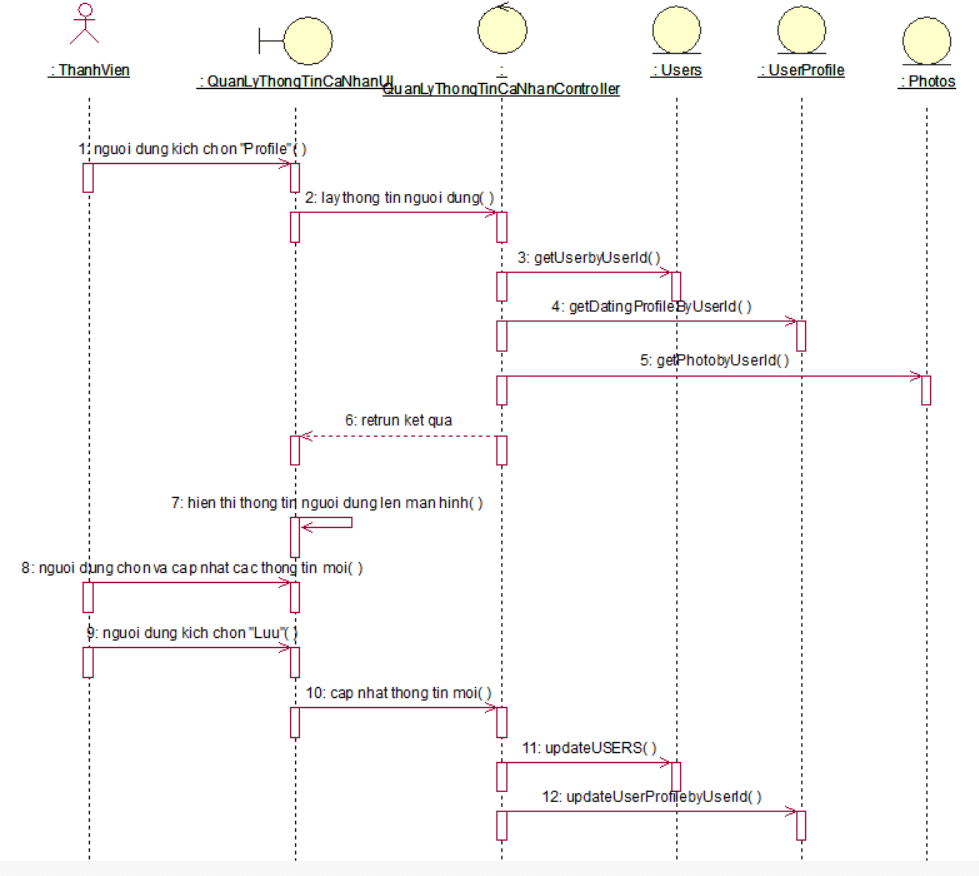 : ThanhVien
: QuanLyThongTinCaNhanUI
:
QuanLyThongTinCaNhanController
: Users
: UserProfile
: Photos
1: nguoi dung kich chon "Profile"( )
2: lay thong tin nguoi dung( )
3: getUserbyUserId( )
4: getDatingProfileByUserId( )
5: getPhotobyUserId( )
6: retrun ket qua
7: hien thi thong tin nguoi dung len man hinh( )
8: nguoi dung chon va cap nhat cac thong tin moi( )
9: nguoi dung kich chon "Luu"( )
10: cap nhat thong tin moi( )
11: updateUSERS( )
12: updateUserProfilebyUserId( )